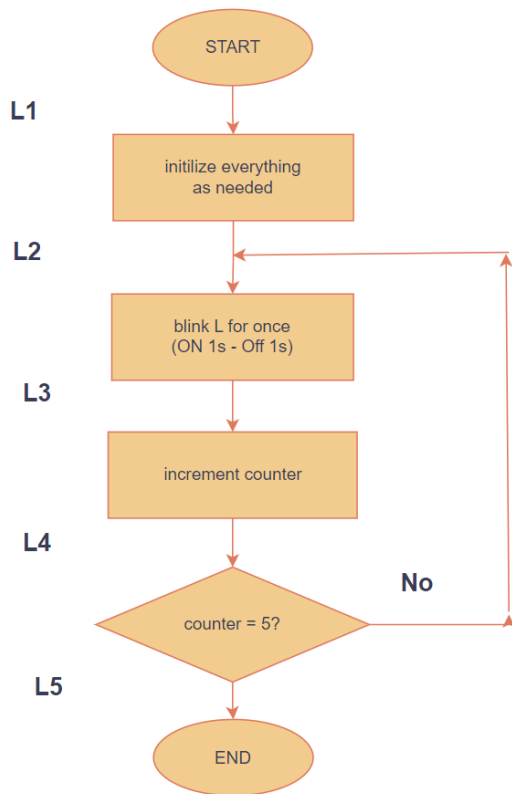 START
L1
initilize everything
as needed
L2
blink L for once
(ON 1s - Off 1s)
L3
increment counter
L4
No
counter = 5?
L5
END